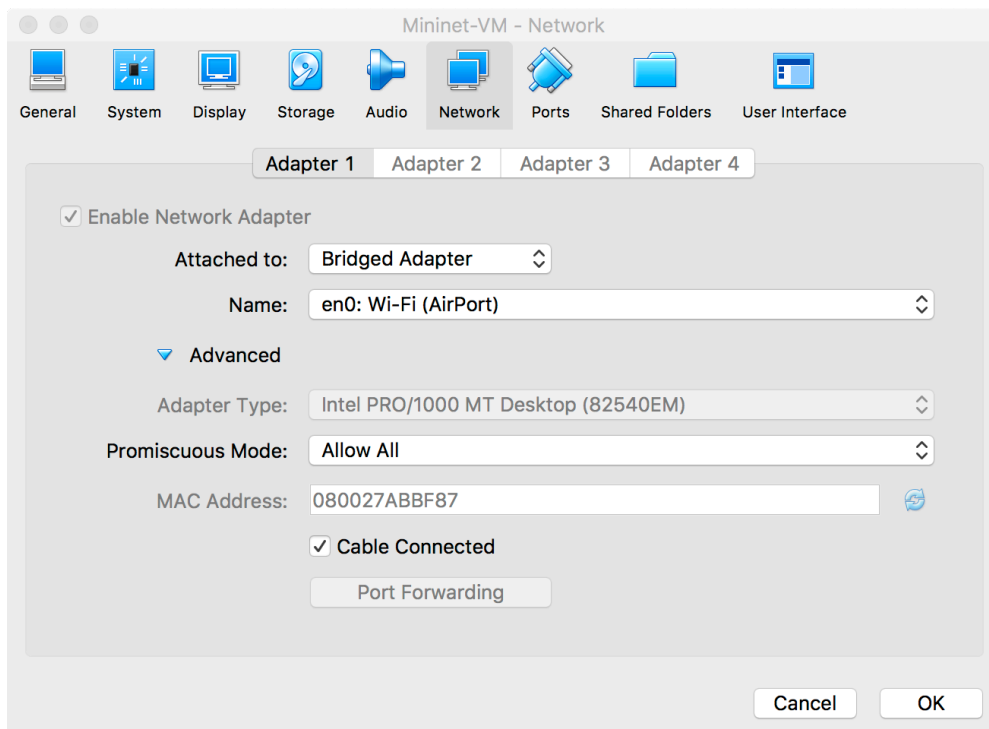 Mininet-VM - Network
General System Display Storage Audio Network Ports Shared Folders User Interface
Adapter 1 Adapter 2 Adapter 3 Adapter 4
Enable Network Adapter
Attached to: Bridged Adapter
Name: en0: Wi-Fi (AirPort)
Advanced
Adapter Type: Intel PRO/1000 MT Desktop (82540EM)
Promiscuous Mode: Allow All
MAC Address: 080027ABBF87
Cable Connected
Port Forwarding
Cancel OK